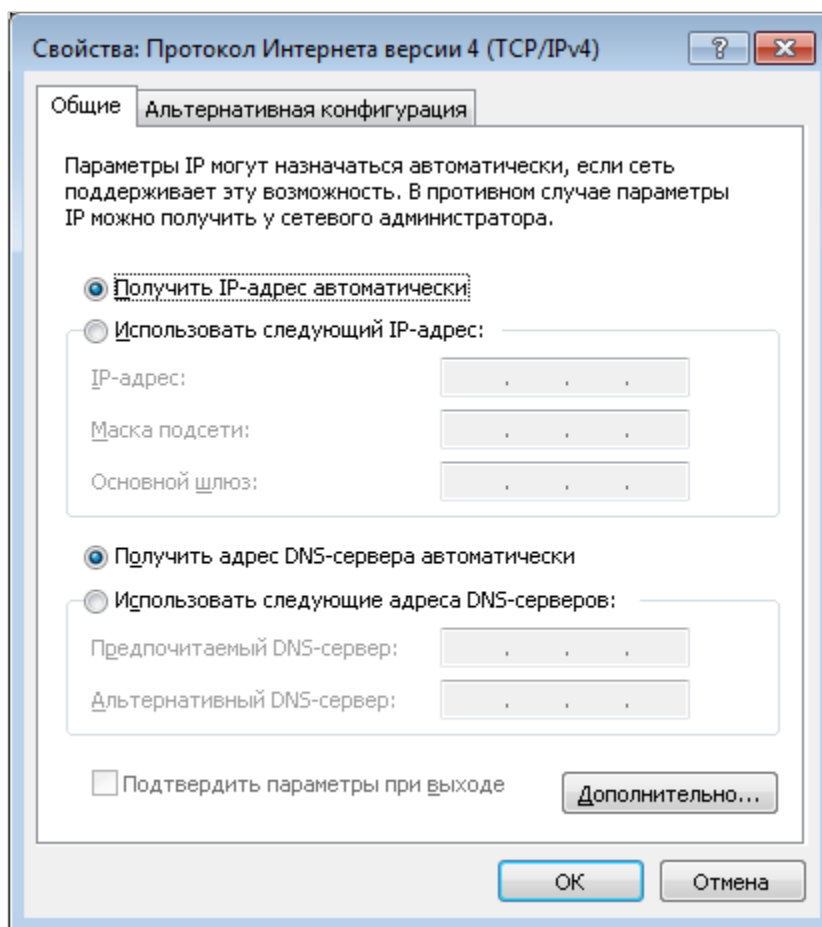 Свойства: Протокол Интернета версии 4 (TCP/IPv4)
Общие
Альтернативная конфигурация
Параметры IP могут назначаться автоматически, если сеть
поддерживает эту возможность. В противном случае параметры
IP можно получить у сетевого администратора.
Получить IP-адрес автоматически
Использовать следующий IP-адрес:
IP-адрес:
Маска подсети:
Основной шлюз:
Получить адрес DNS-сервера автоматически
Использовать следующие адреса DNS-серверов:
Предпочитаемый DNS-сервер:
Альтернативный DNS-сервер:
Подтвердить параметры при выходе
Дополнительно...
ОК
Отмена